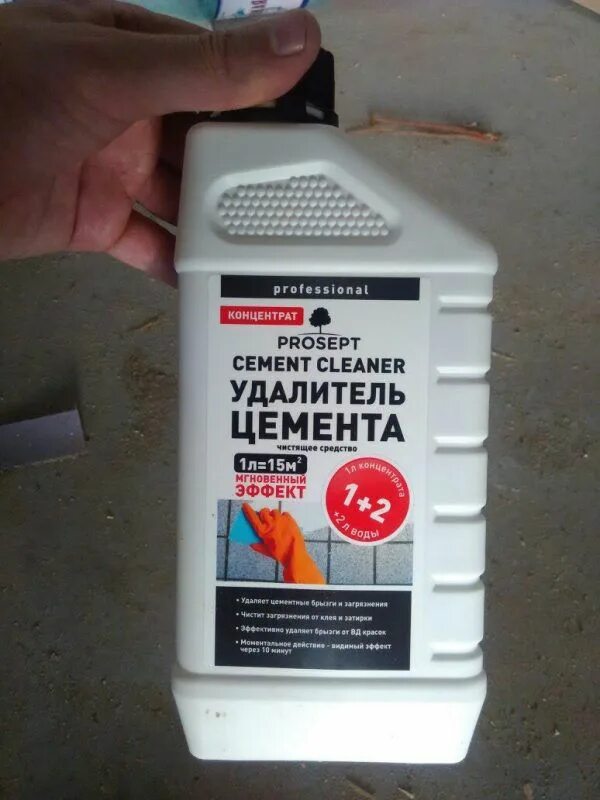 professional
КОНЦЕНТРАТ
PROSEPT
CEMENT CLEANER
УДАЛИТЕЛЬ
ЦЕМЕНТА
чистящее средство
1л=15м²
МГНОВЕННЫЙ
ЭФФЕКТ
1л концентрата
1+2
+2 л воды
• Удаляет цементные брызги и загрязнения
• Чистит загрязнения от клея и затирки
• Эффективно удаляет брызги от ВД красок
• Моментальное действие - видимый эффект
через 10 минут